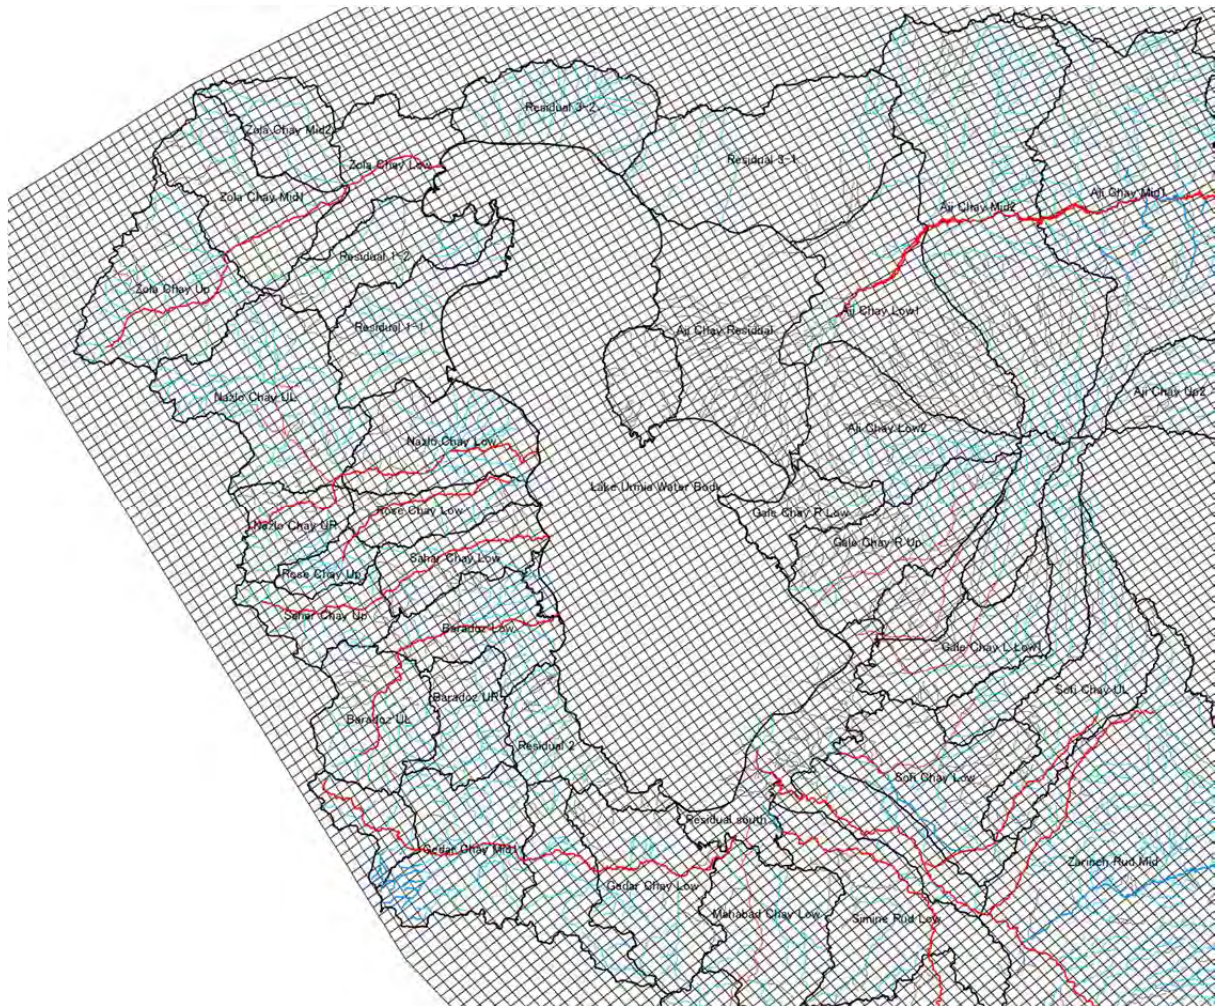 Residual 3-2
Zola Chay Mid2
Residual 3-1
Zola Chay Low
Aji Chay Mid1
Zola Chay Mid1
Aji Chay Mid2
Residual 1-2
Zola Chay Up
Aji Chay Low1
Residual 1-1
Aji Chay Residual
Aji Chay Up2
Nazlo Chay UL
Aji Chay Low2
Nazlo Chay Low
Lake Urmia Water Body
Rose Chay Low
Gale Chay R Low
Nazlo Chay UR
Gale Chay R Up
Sahar Chay Low
Rose Chay Up
Sahar Chay Up
Baradoz Low
Gale Chay L Low1
Baradoz UR
Sofi Chay UL
Baradoz UL
Residual 2
Sofi Chay Low
Residual south
Gedar Chay Mid1
Zarineh Rud Mid
Gedar Chay Low
Mahabad Chay Low
Simine Rud Low